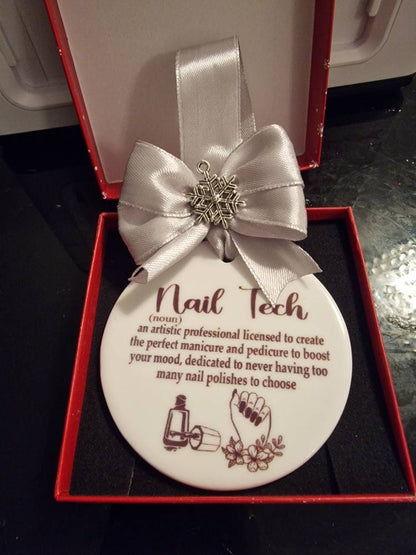 Nail Tech
(noun)
an artistic professional licensed to create
the perfect manicure and pedicure to boost
your mood, dedicated to never having too
many nail polishes to choose